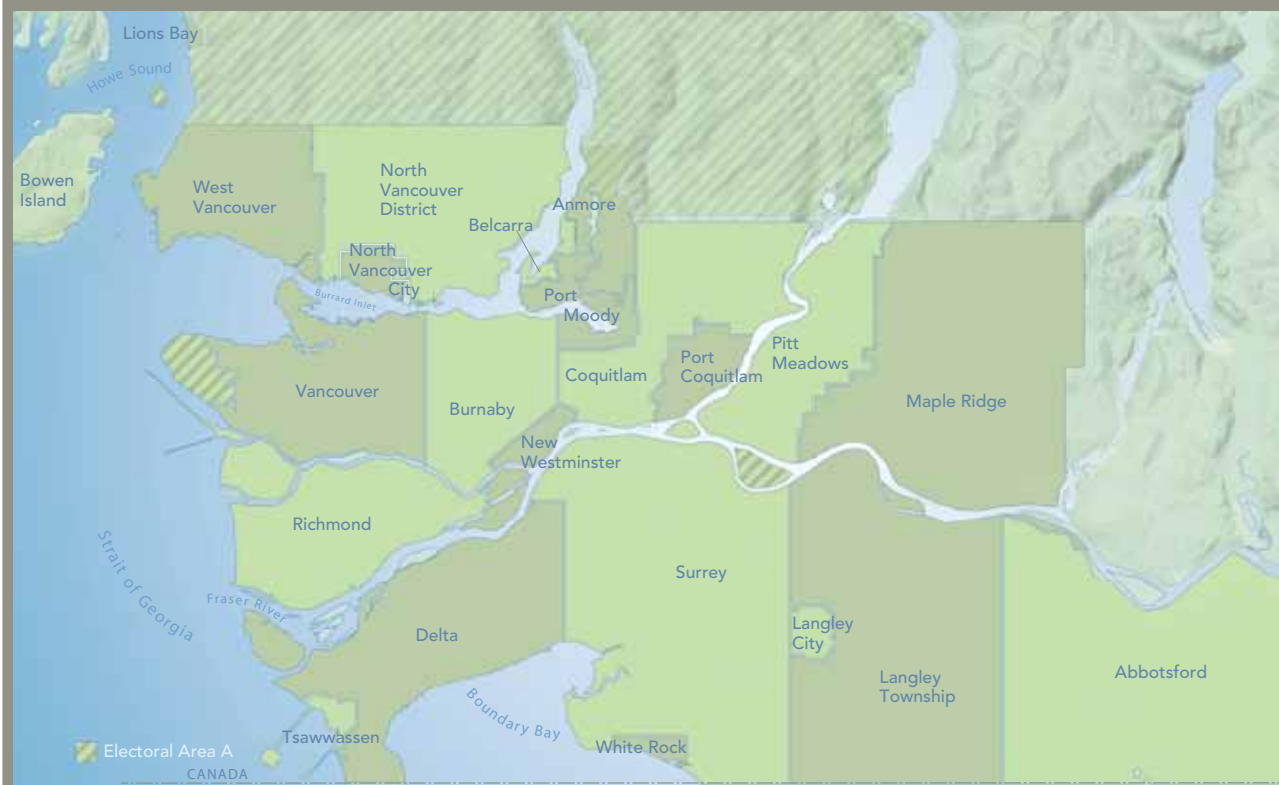 Lions Bay
Howe Sound
Bowen
Island
West
Vancouver
North
Vancouver
District
Anmore
Belcarra
North
Vancouver
City
Burrard Inlet
Port
Moody
Vancouver
Burnaby
Coquitlam
Port
Coquitlam
Pitt
Meadows
Maple Ridge
New
Westminster
Richmond
Strait of Georgia
Fraser River
Surrey
Delta
Langley
City
Langley
Township
Abbotsford
Boundary Bay
Tsawwassen
White Rock
Electoral Area A
CANADA